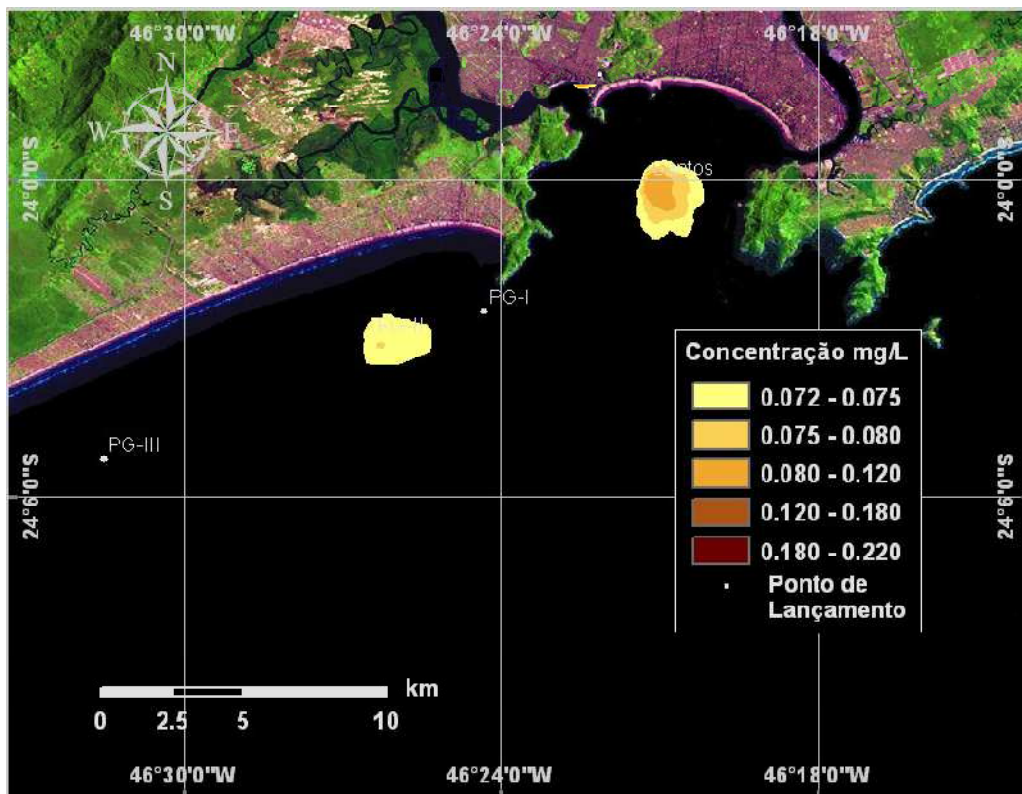 46°30'0"W 46°24'0"W 46°18'0"W
N
W E
S
24°0'0"S 24°0'0"S
PG-I
PG-III
24°6'0"S 24°6'0"S
Concentração mg/L
0.072 - 0.075
0.075 - 0.080
0.080 - 0.120
0.120 - 0.180
0.180 - 0.220
Ponto de
Lançamento
km
0 2.5 5 10
46°30'0"W 46°24'0"W 46°18'0"W